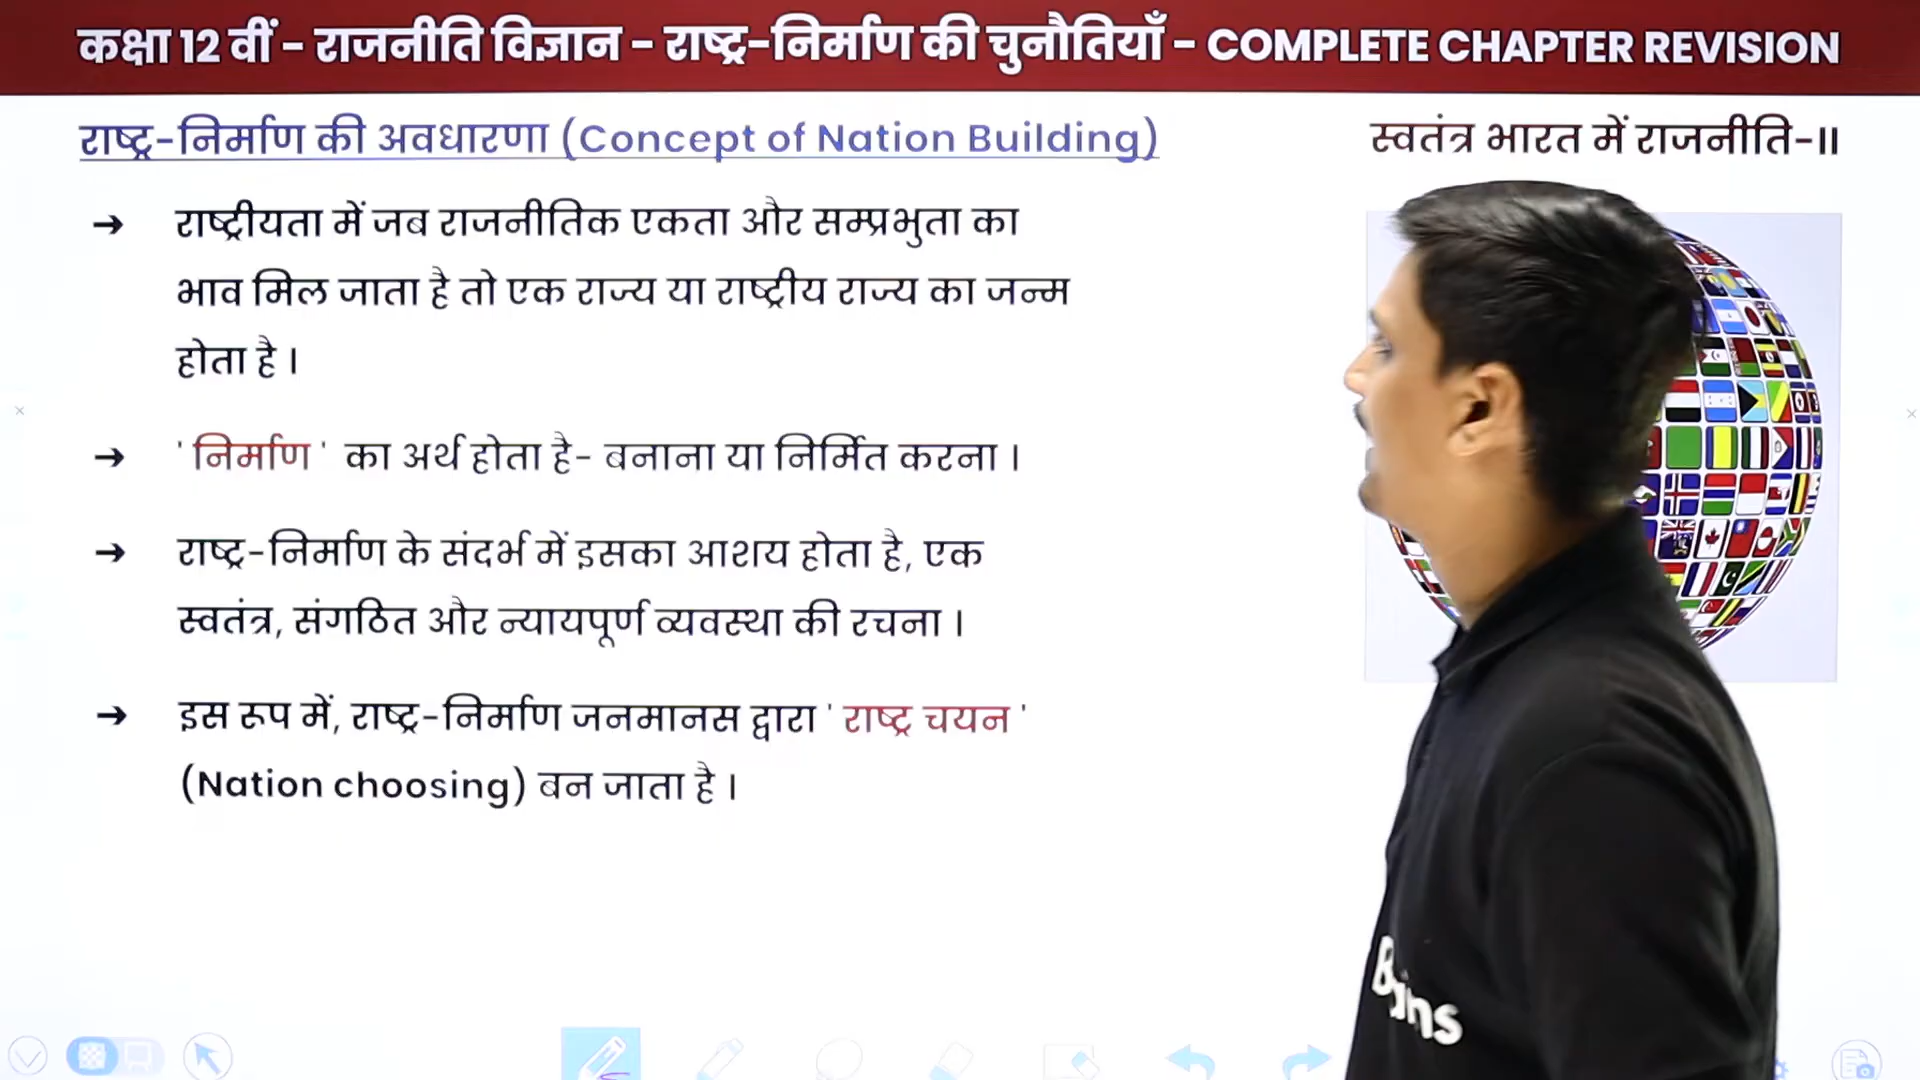 कक्षा 12 वीं - राजनीति विज्ञान - राष्ट्र-निर्माण की चुनौतियाँ - COMPLETE CHAPTER REVISION
राष्ट्र-निर्माण की अवधारणा (Concept of Nation Building)
स्वतंत्र भारत में राजनीति-II
→ राष्ट्रीयता में जब राजनीतिक एकता और सम्प्रभुता का
भाव मिल जाता है तो एक राज्य या राष्ट्रीय राज्य का जन्म
होता है ।
→ ' निर्माण ' का अर्थ होता है- बनाना या निर्मित करना ।
→ राष्ट्र-निर्माण के संदर्भ में इसका आशय होता है, एक
स्वतंत्र, संगठित और न्यायपूर्ण व्यवस्था की रचना ।
→ इस रूप में, राष्ट्र-निर्माण जनमानस द्वारा ' राष्ट्र चयन '
(Nation choosing) बन जाता है ।
Brains